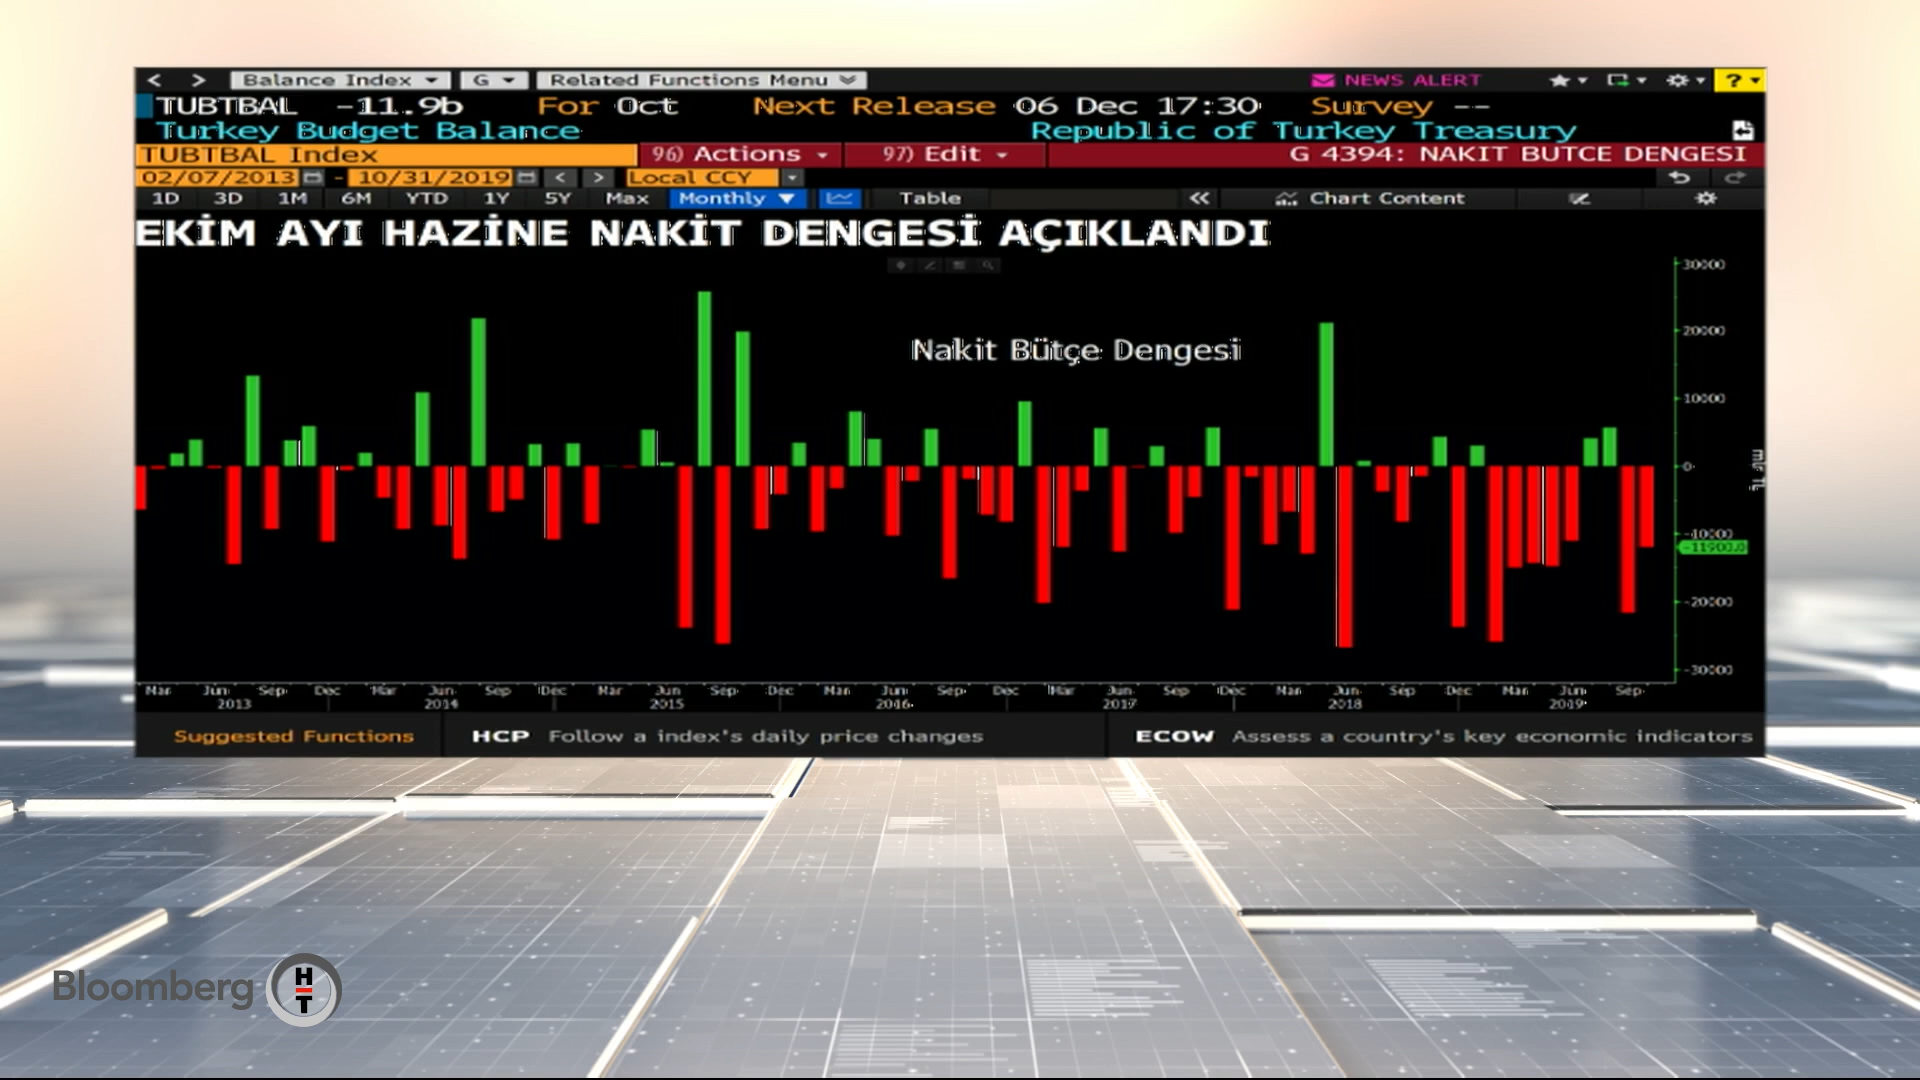 Balance Index G Related Functions Menu NEWS ALERT ?
TUBTBAL -11.9b For Oct Next Release 06 Dec 17:30 Survey --
Turkey Budget Balance Republic of Turkey Treasury
TUBTBAL Index 96) Actions 97) Edit G 4394: NAKIT BUTCE DENGESI
02/07/2013 - 10/31/2019 < > Local CCY
1D 3D 1M 6M YTD 1Y 5Y Max Monthly Table Chart Content
EKİM AYI HAZİNE NAKİT DENGESİ AÇIKLANDI
Nakit Bütçe Dengesi
30000
20000
10000
0
-10000
-11900.0
-20000
-30000
Mar Jun Sep Dec Mar Jun Sep Dec Mar Jun Sep Dec Mar Jun Sep Dec Mar Jun Sep Dec Mar Jun Sep Dec Mar Jun Sep
2013 2014 2015 2016 2017 2018 2019
Suggested Functions HCP Follow a index's daily price changes ECOW Assess a country's key economic indicators
Bloomberg HT